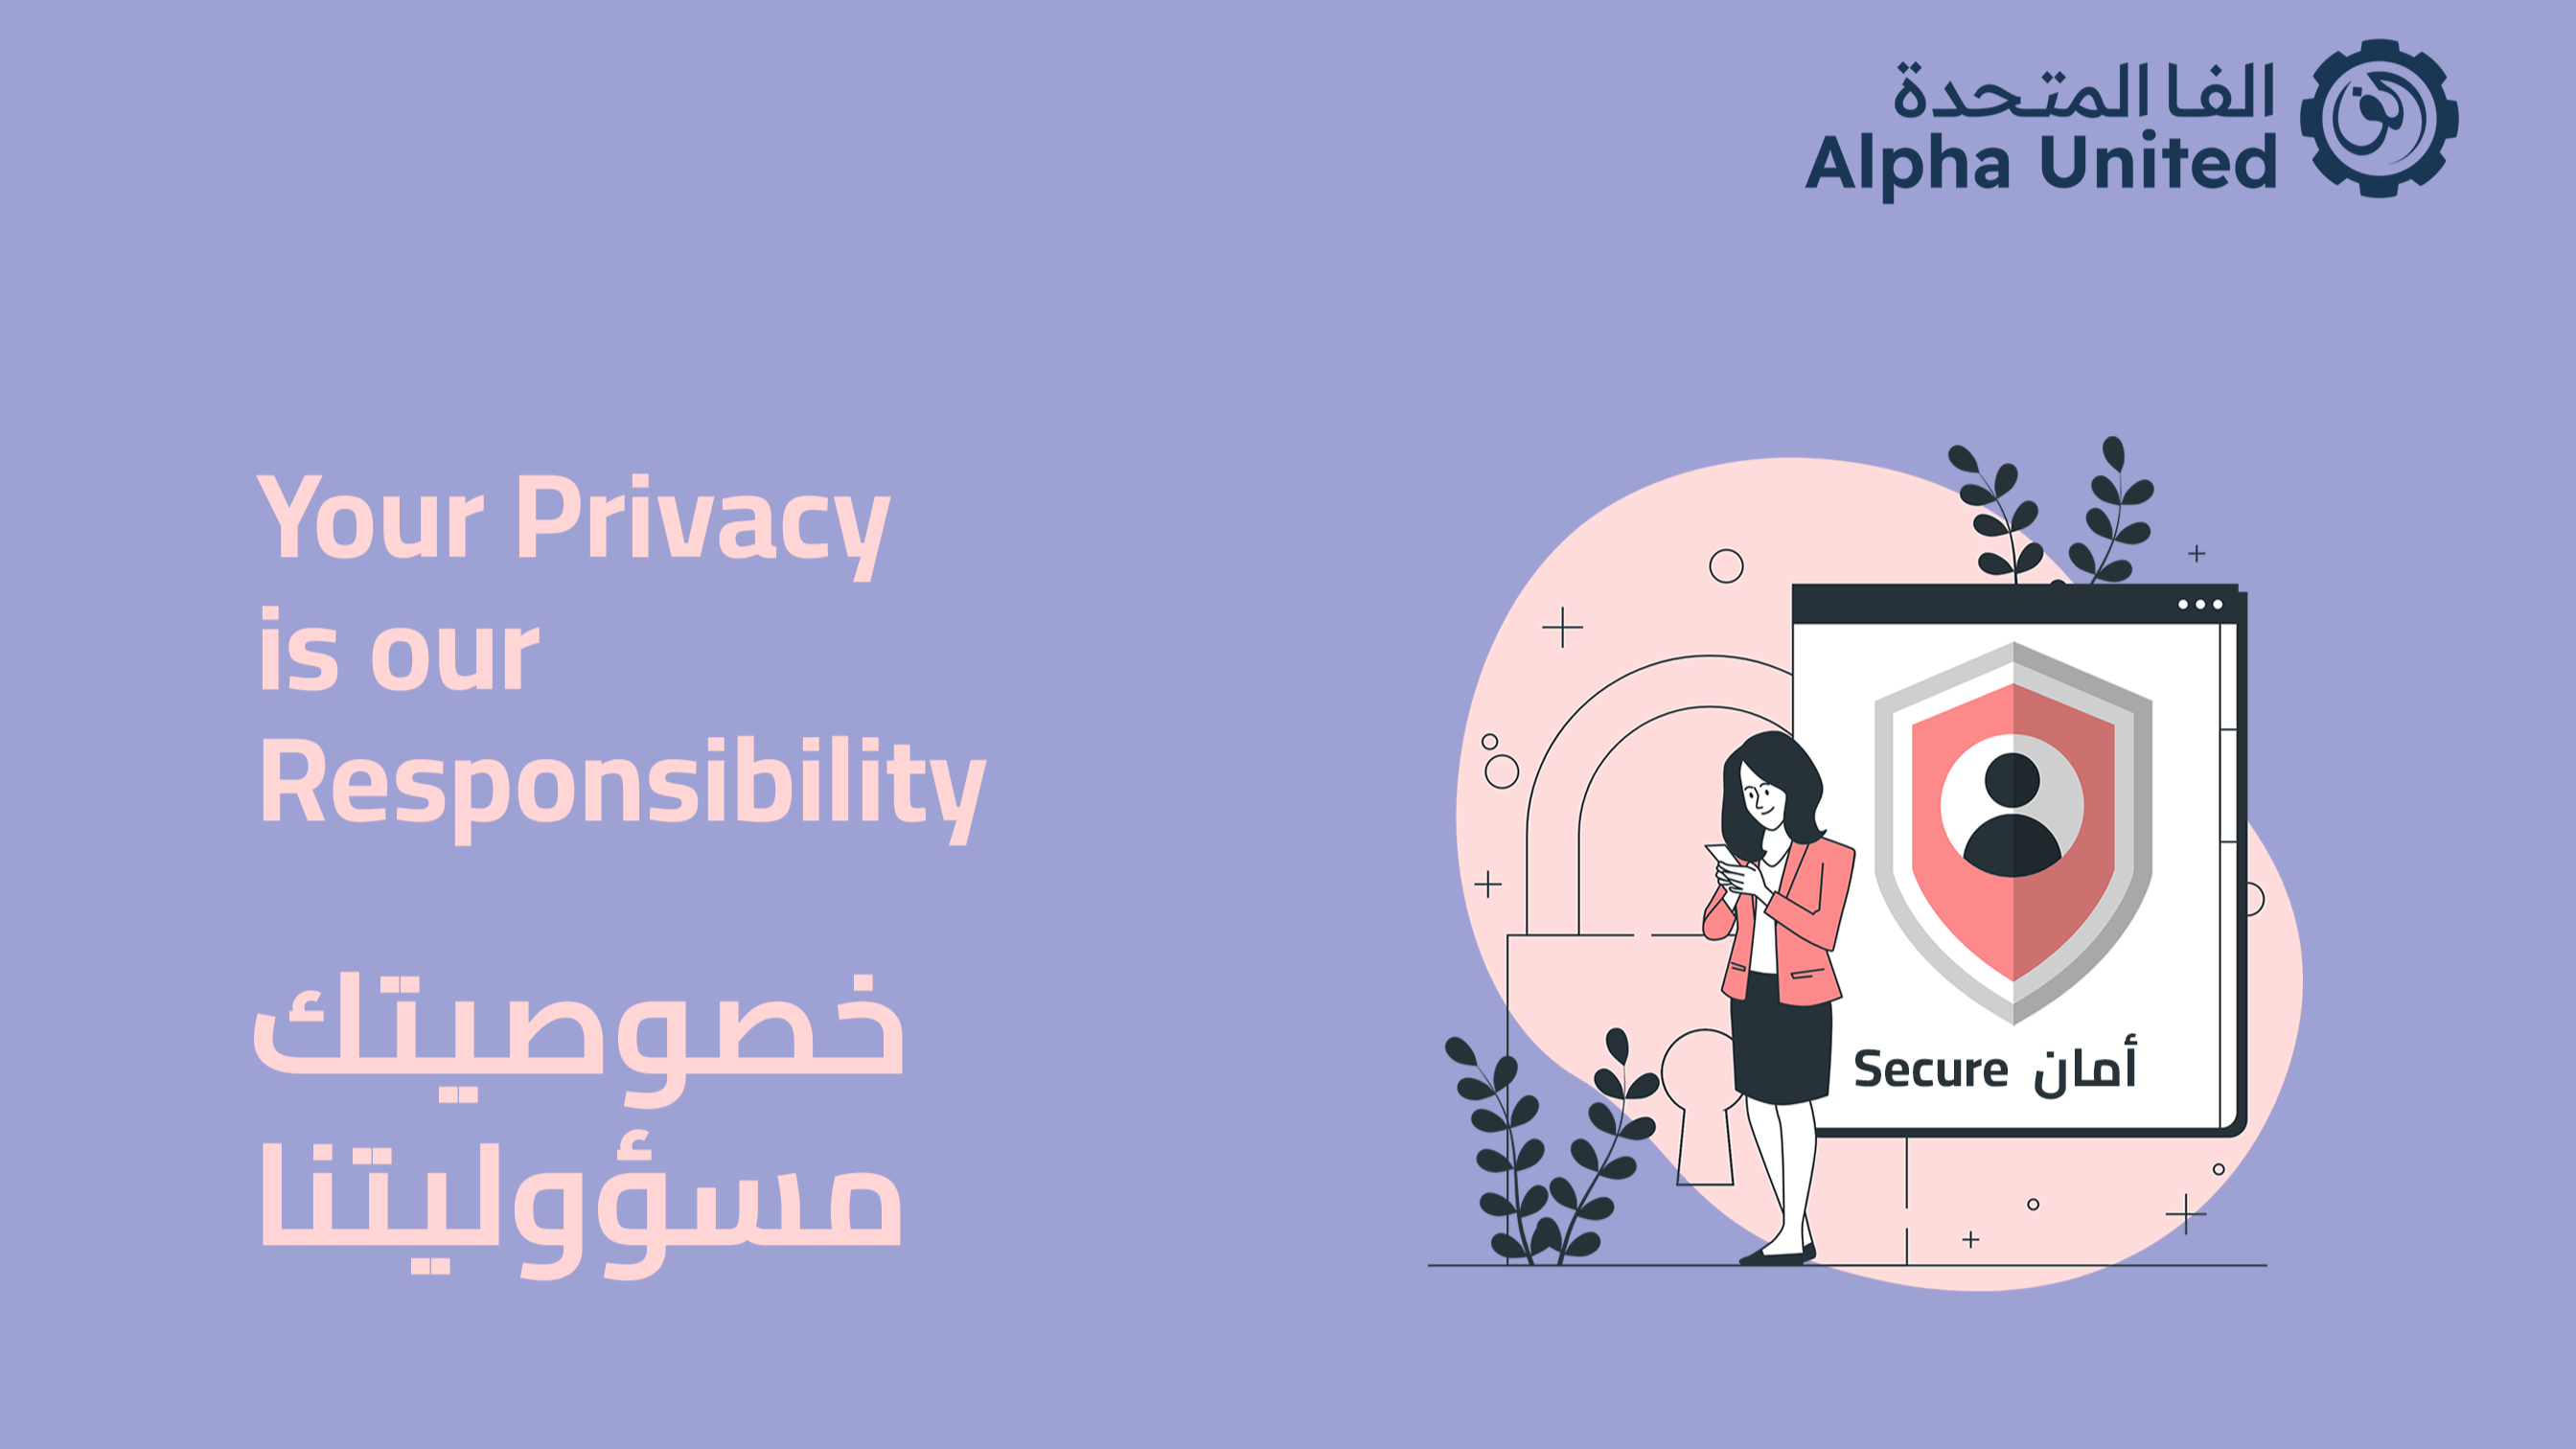 الفا المتحدة
Alpha United
Your Privacy
is our
Responsibility
خصوصيتك
مسؤوليتنا
Secure أمان